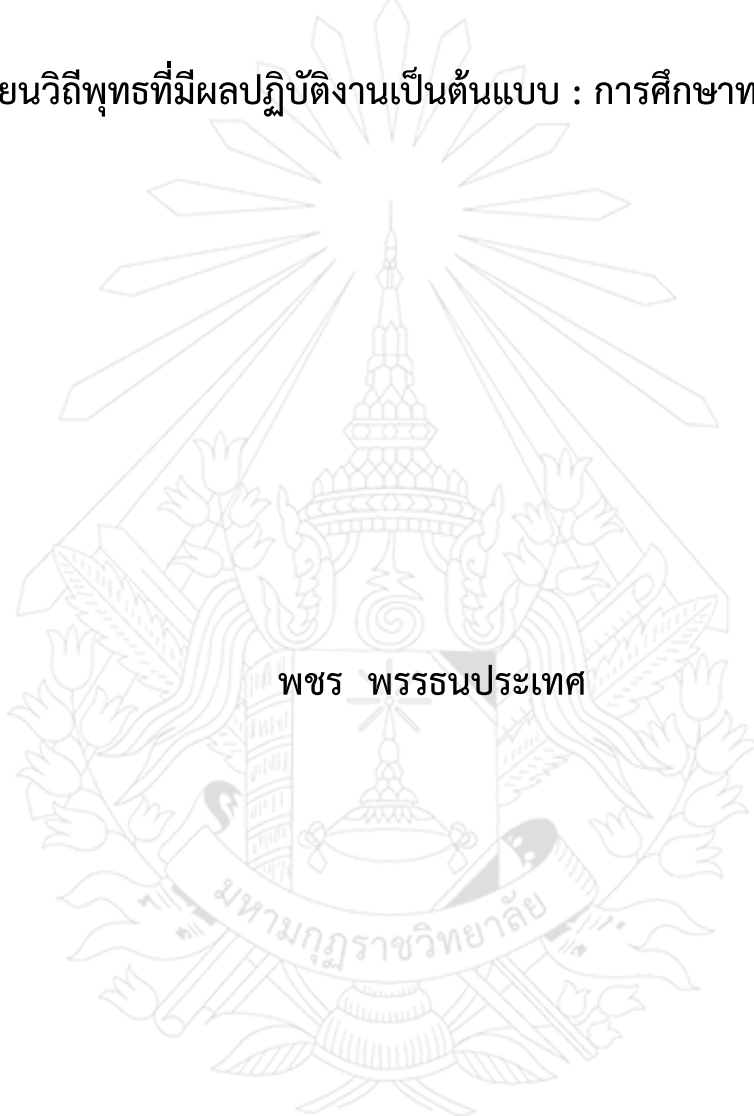 ยนวิถีพุทธที่มีผลปฏิบัติงานเป็นต้นแบบ : การศึกษาท
พชร พรรธนประเทศ
มหามกุฏราชวิทยาลัย